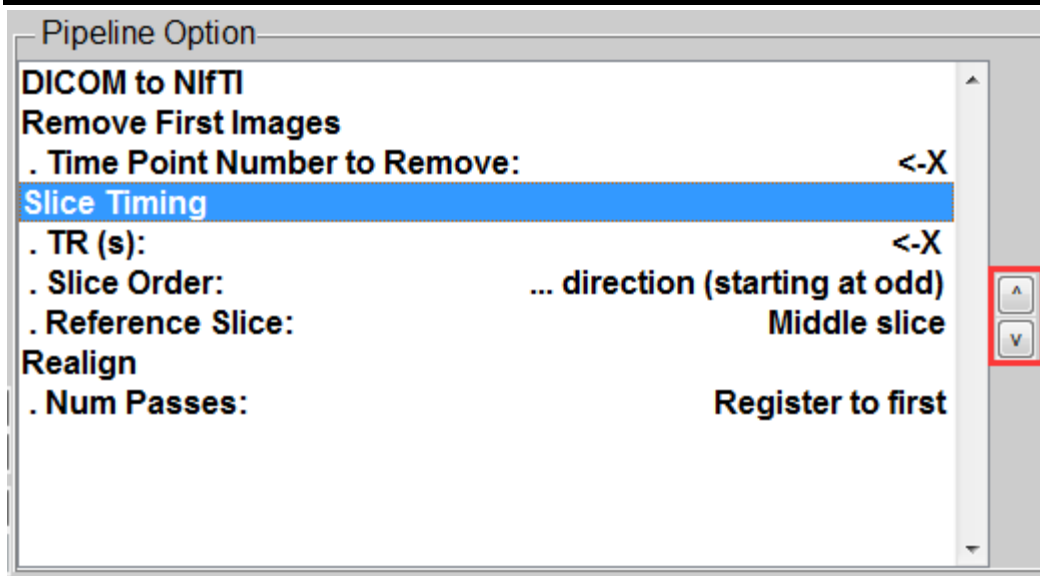 Pipeline Option
DICOM to NIfTI
Remove First Images
. Time Point Number to Remove: <-X
Slice Timing
. TR (s): <-X
. Slice Order: ... direction (starting at odd)
. Reference Slice: Middle slice
Realign
. Num Passes: Register to first
^
v